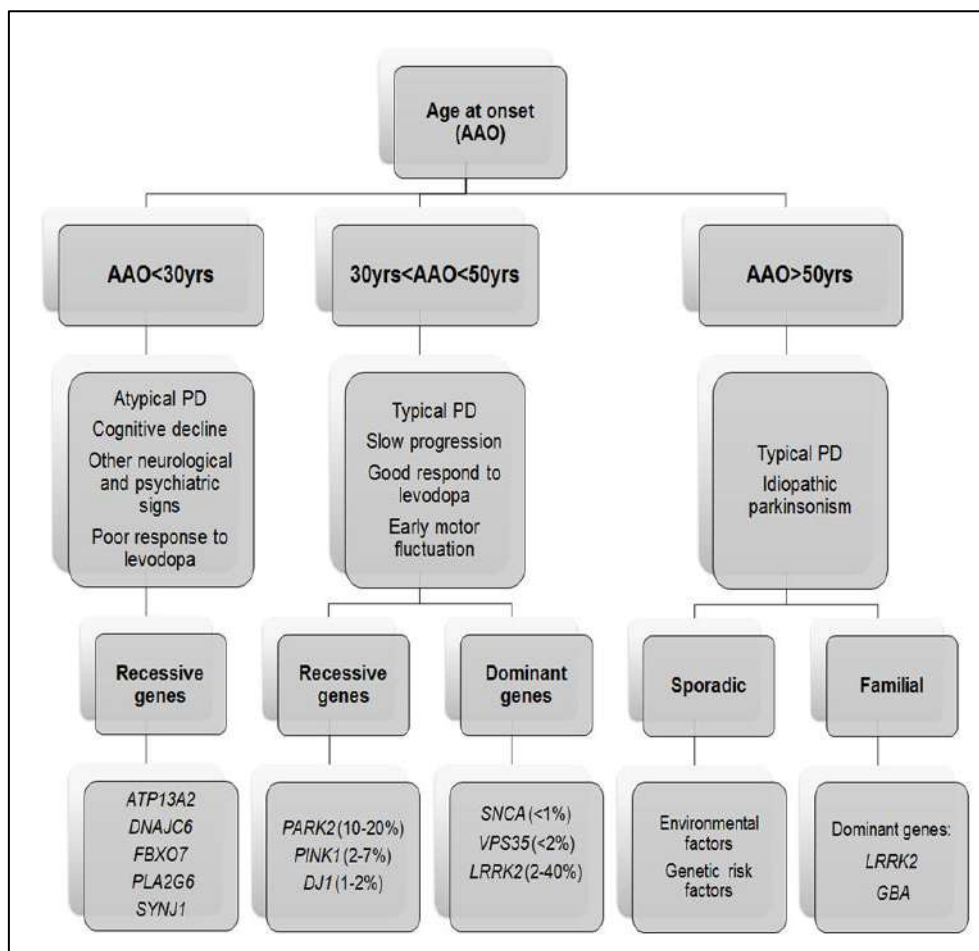 Age at onset
(AAO)
AAO<30yrs
30yrs<AAO<50yrs
AAO>50yrs
Atypical PD
Cognitive decline
Other neurological
and psychiatric
signs
Poor response to
levodopa
Typical PD
Slow progression
Good respond to
levodopa
Early motor
fluctuation
Typical PD
Idiopathic
parkinsonism
Recessive
genes
Recessive
genes
Dominant
genes
Sporadic
Familial
ATP13A2
DNAJC6
FBXO7
PLA2G6
SYNJ1
PARK2 (10-20%)
PINK1 (2-7%)
DJ1 (1-2%)
SNCA (<1%)
VPS35 (<2%)
LRRK2 (2-40%)
Environmental
factors
Genetic risk
factors
Dominant genes:
LRRK2
GBA